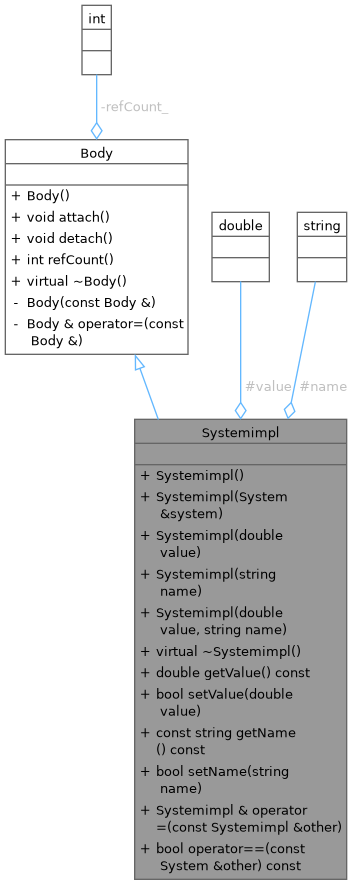 int
-refCount_
Body
+ Body()
+ void attach()
+ void detach()
+ int refCount()
+ virtual ~Body()
- Body(const Body &)
- Body & operator=(const
Body &)
double
string
#value
#name
Systemimpl
+ Systemimpl()
+ Systemimpl(System
&system)
+ Systemimpl(double
value)
+ Systemimpl(string
name)
+ Systemimpl(double
value, string name)
+ virtual ~Systemimpl()
+ double getValue() const
+ bool setValue(double
value)
+ const string getName
() const
+ bool setName(string
name)
+ Systemimpl & operator
=(const Systemimpl &other)
+ bool operator==(const
System &other) const